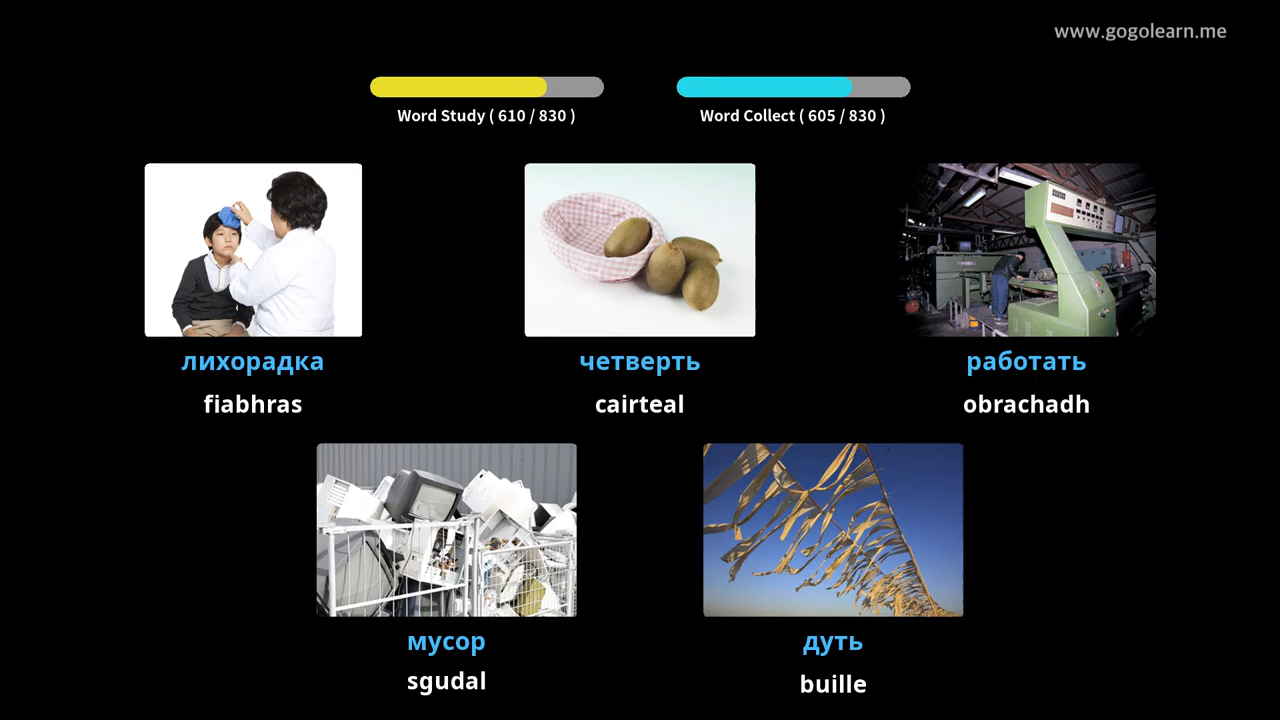 www.gogolearn.me
Word Study ( 610 / 830 )
Word Collect ( 605 / 830 )
лихорадка
fiabhras
четверть
cairteal
работать
obrachadh
мусор
sgudal
дуть
buille